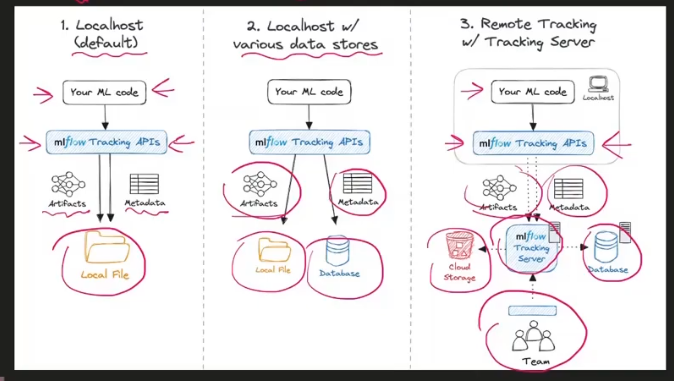 1. Localhost
(default)
Your ML code
mlflow Tracking APIs
Artifacts
Metadata
Local File
2. Localhost w/
various data stores
Your ML code
mlflow Tracking APIs
Artifacts
Metadata
Local File
Database
3. Remote Tracking
w/ Tracking Server
Your ML code
Localhost
mlflow Tracking APIs
Artifacts
Metadata
mlflow
Tracking
Server
Cloud
Storage
Database
Team